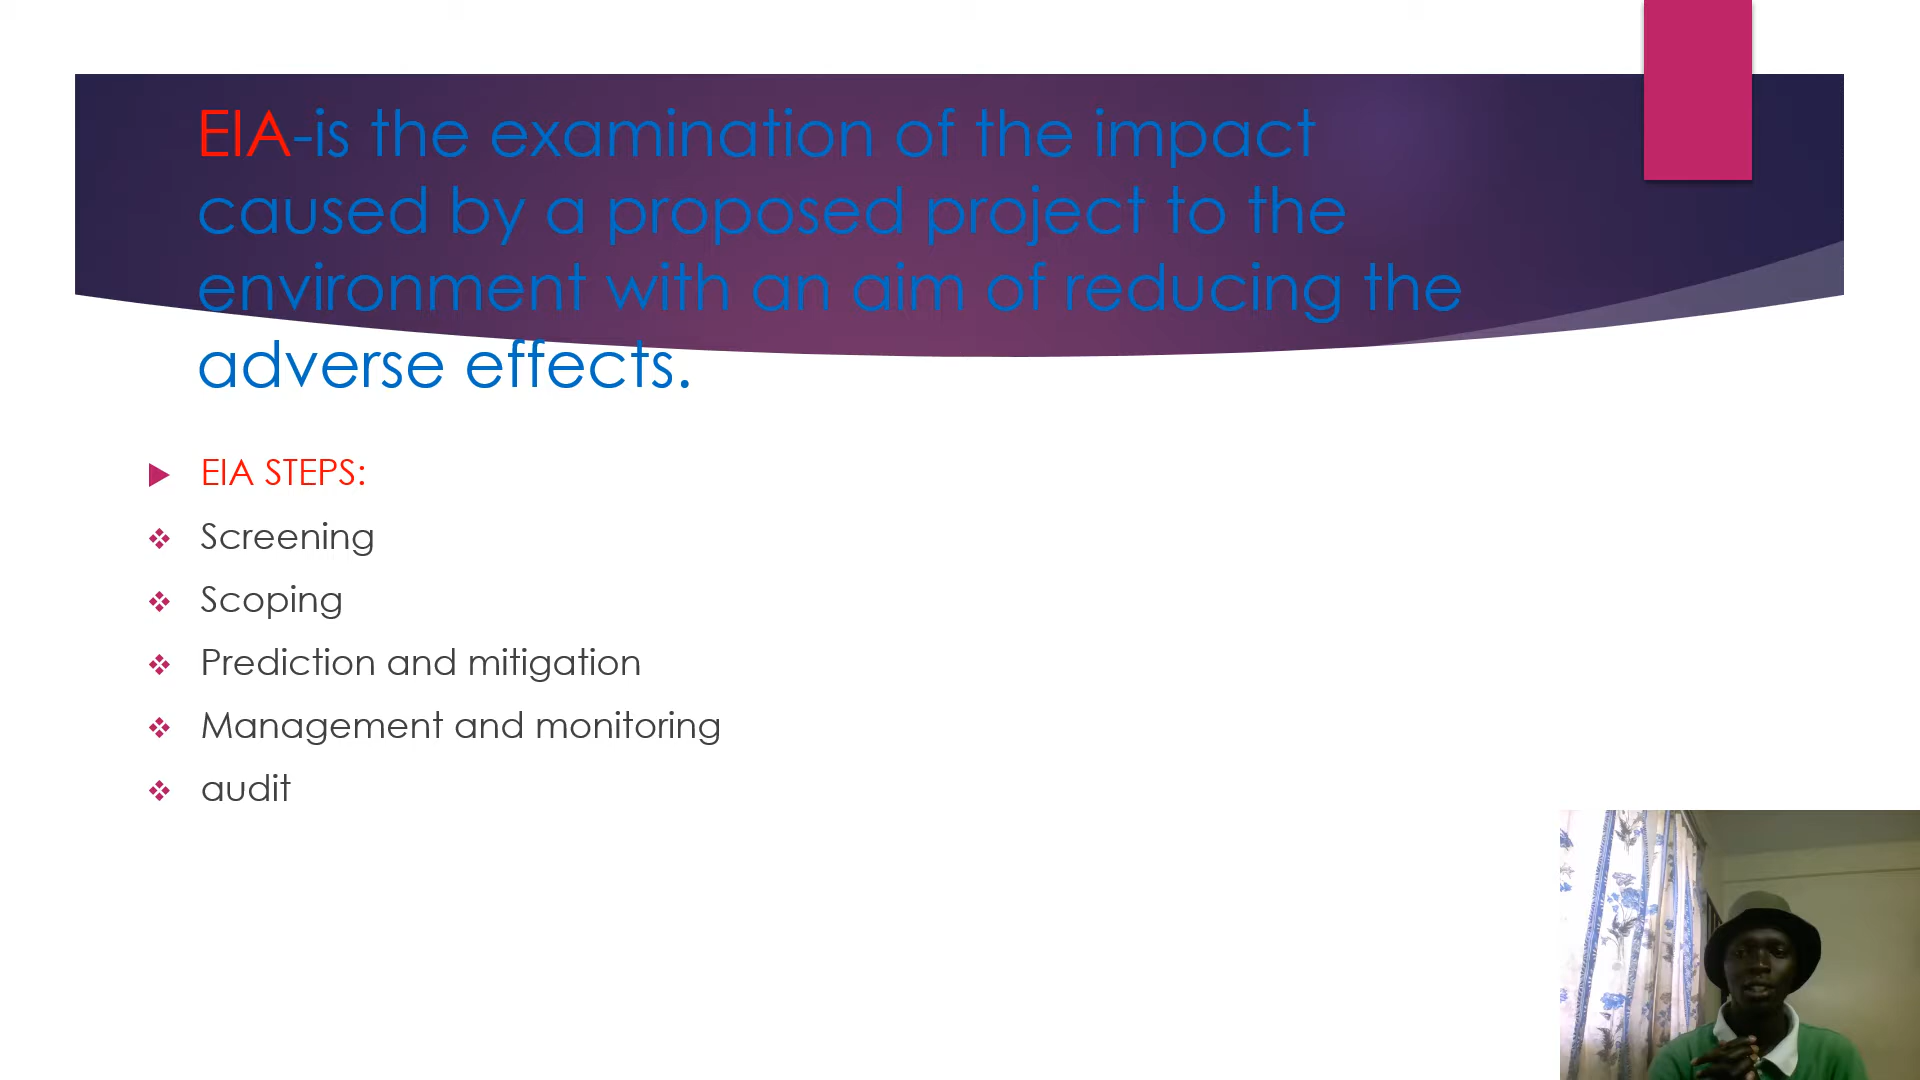 EIA-is the examination of the impact
caused by a proposed project to the
environment with an aim of reducing the
adverse effects.
EIA STEPS:
Screening
Scoping
Prediction and mitigation
Management and monitoring
audit